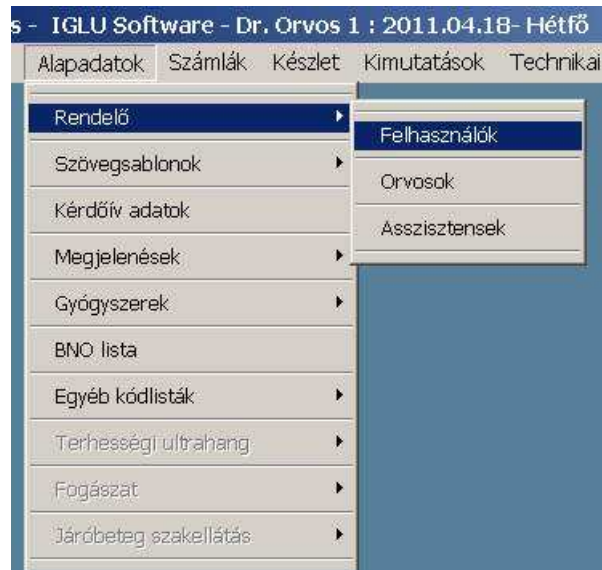 s - IGLU Software - Dr. Orvos 1 : 2011.04.18- Hétfő
Alapadatok Számlák Készlet Kimutatások Technikai
Rendelő
Szövegsablonok
Kérdőív adatok
Megjelenések
Gyógyszerek
BNO lista
Egyéb kódlisták
Terhességi ultrahang
Fogászat
Járóbeteg szakellátás
Felhasználók
Orvosok
Asszisztensek